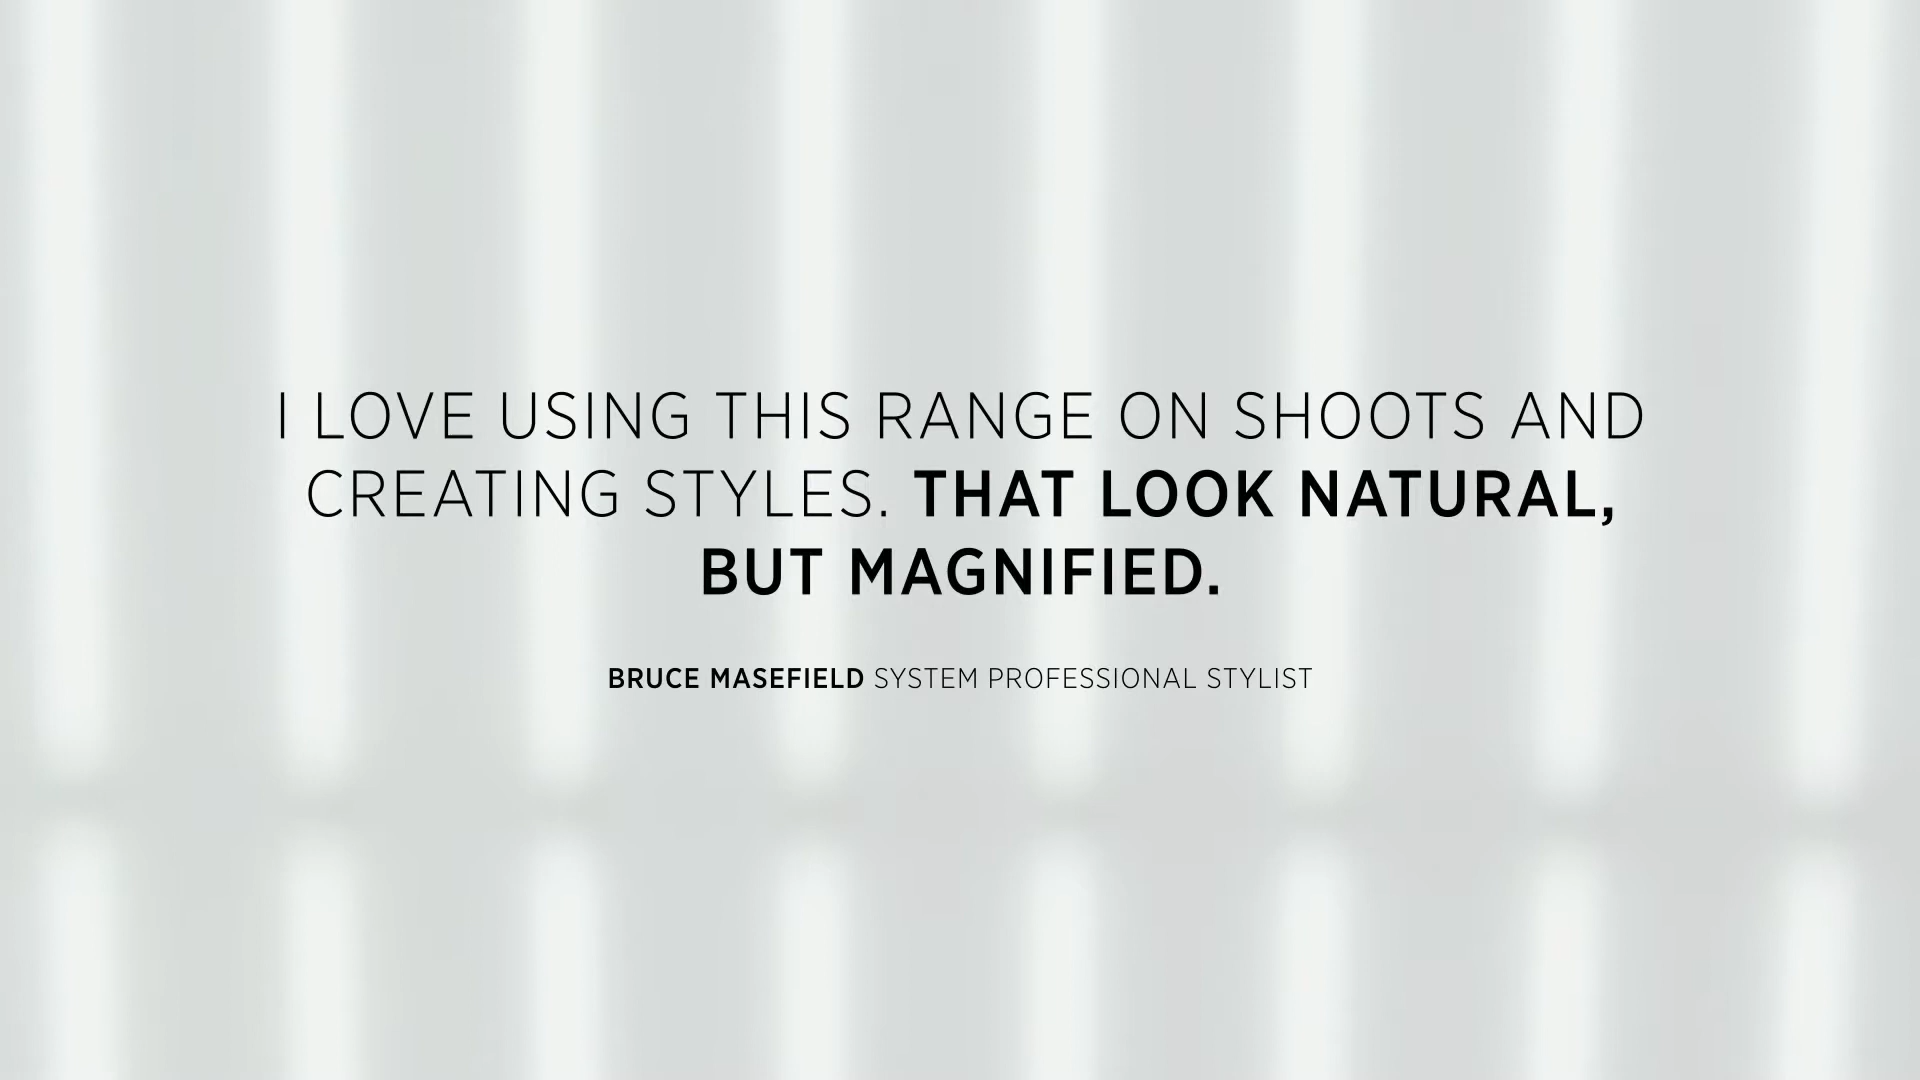 I LOVE USING THIS RANGE ON SHOOTS AND
CREATING STYLES. THAT LOOK NATURAL,
BUT MAGNIFIED.
BRUCE MASEFIELD SYSTEM PROFESSIONAL STYLIST